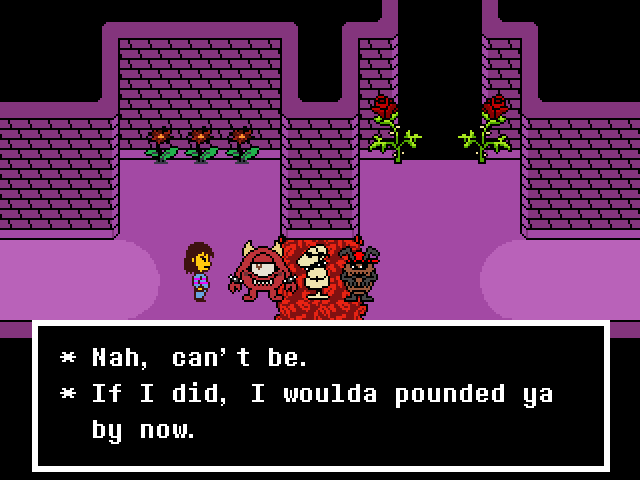 * Nah, can't be.
* If I did, I woulda pounded ya
by now.